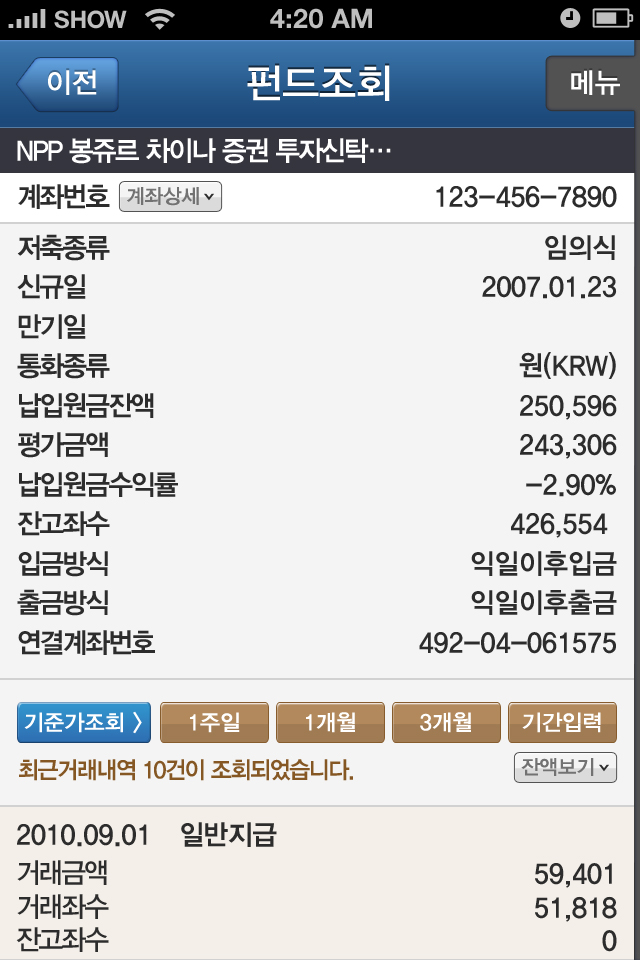 SHOW 4:20 AM
이전 펀드조회 메뉴
NPP 봉쥬르 차이나 증권 투자신탁…
계좌번호 계좌상세 123-456-7890
저축종류 임의식
신규일 2007.01.23
만기일
통화종류 원(KRW)
납입원금잔액 250,596
평가금액 243,306
납입원금수익률 -2.90%
잔고좌수 426,554
입금방식 익일이후입금
출금방식 익일이후출금
연결계좌번호 492-04-061575
기준가조회 〉 1주일 1개월 3개월 기간입력
최근거래내역 10건이 조회되었습니다. 잔액보기
2010.09.01 일반지급
거래금액 59,401
거래좌수 51,818
잔고좌수 0